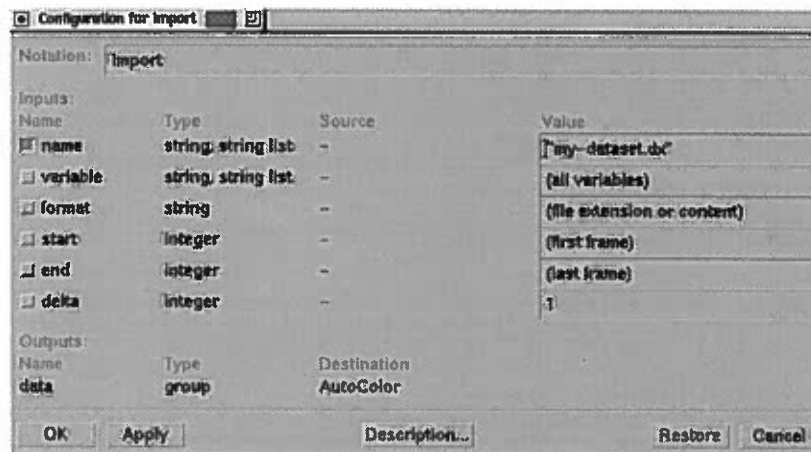 Configuration for Import
Notation: Import
Inputs:
Name Type Source Value
name string, string list - "my-dataset.dx"
variable string, string list - (all variables)
format string - (file extension or content)
start integer - (first frame)
end integer - (last frame)
delta integer - 1
Outputs:
Name Type Destination
data group AutoColor
OK Apply Description... Restore Cancel